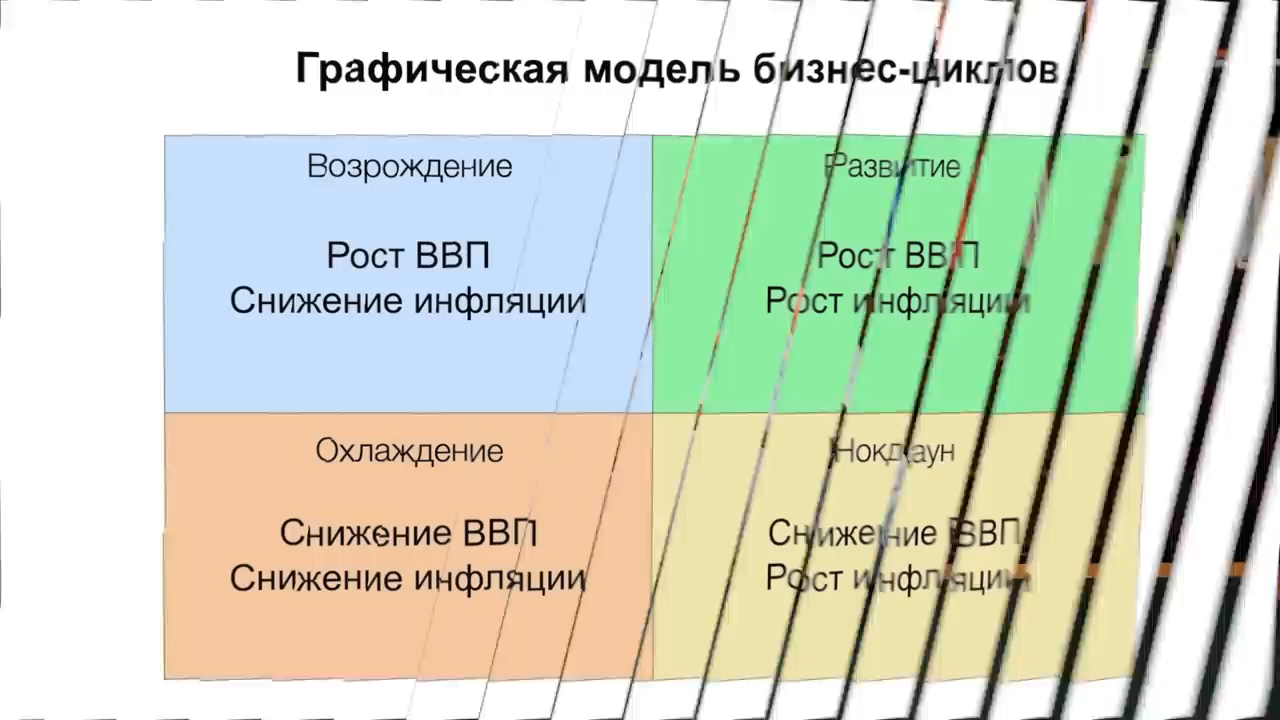 Графическая модель бизнес-циклов
Возрождение
Рост ВВП
Снижение инфляции
Развитие
Рост ВВП
Рост инфляции
Охлаждение
Снижение ВВП
Снижение инфляции
Нокдаун
Снижение ВВП
Рост инфляции